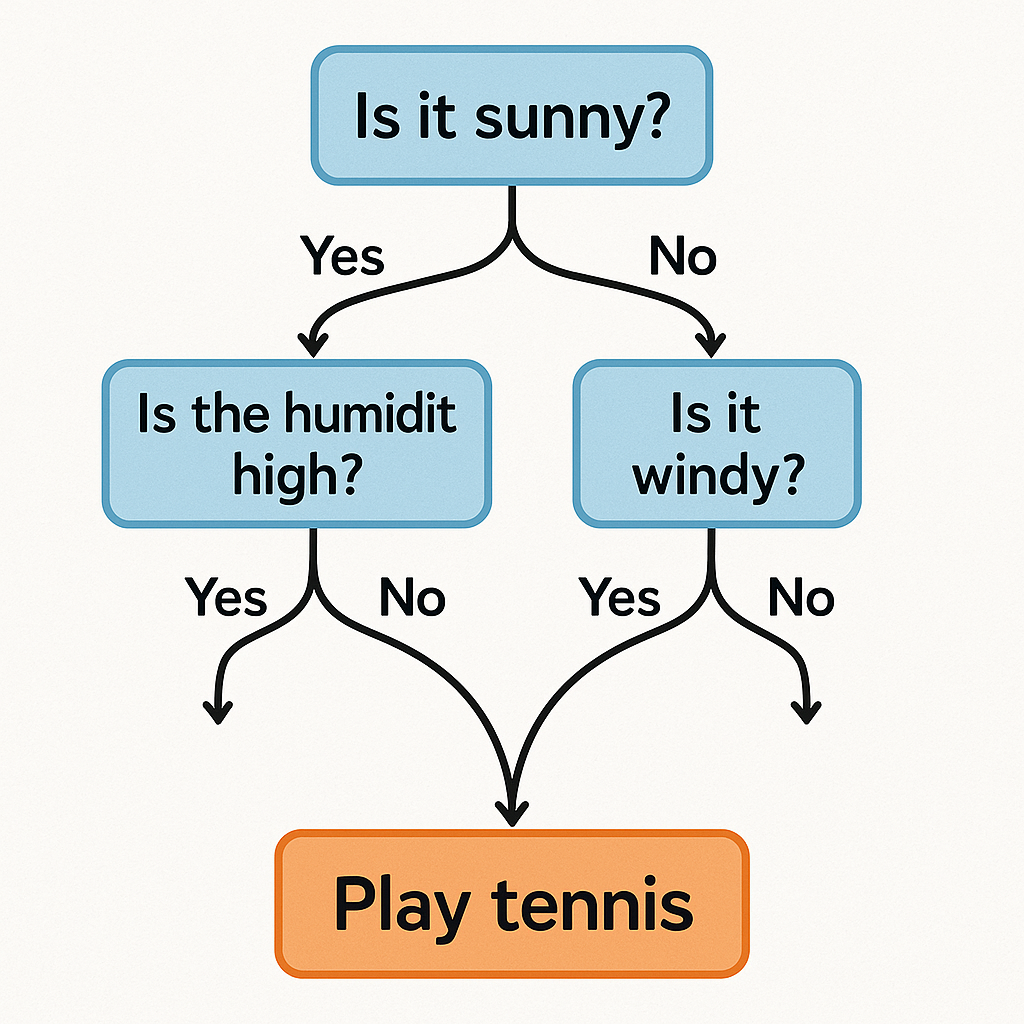 Is it sunny?
Yes
No
Is the humidit
high?
Is it
windy?
Yes
No
Yes
No
Play tennis